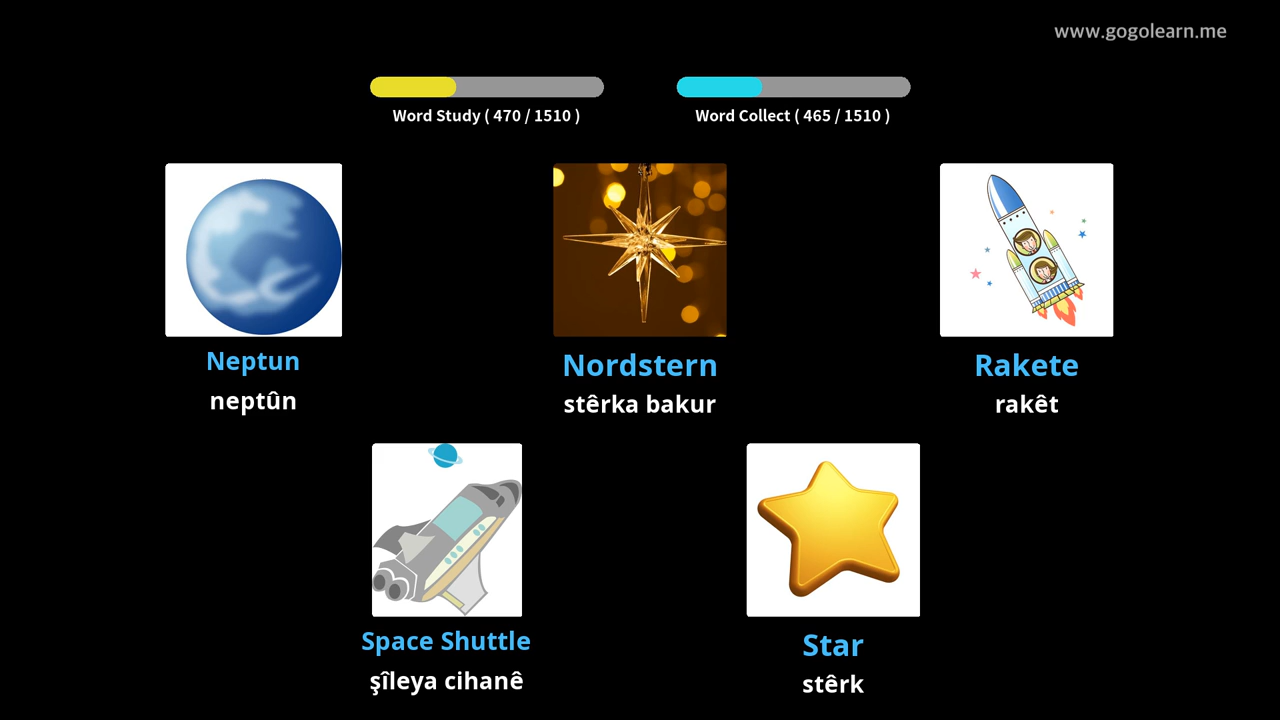 www.gogolearn.me
Word Study ( 470 / 1510 )
Word Collect ( 465 / 1510 )
Neptun
neptûn
Nordstern
stêrka bakur
Rakete
rakêt
Space Shuttle
şîleya cihanê
Star
stêrk